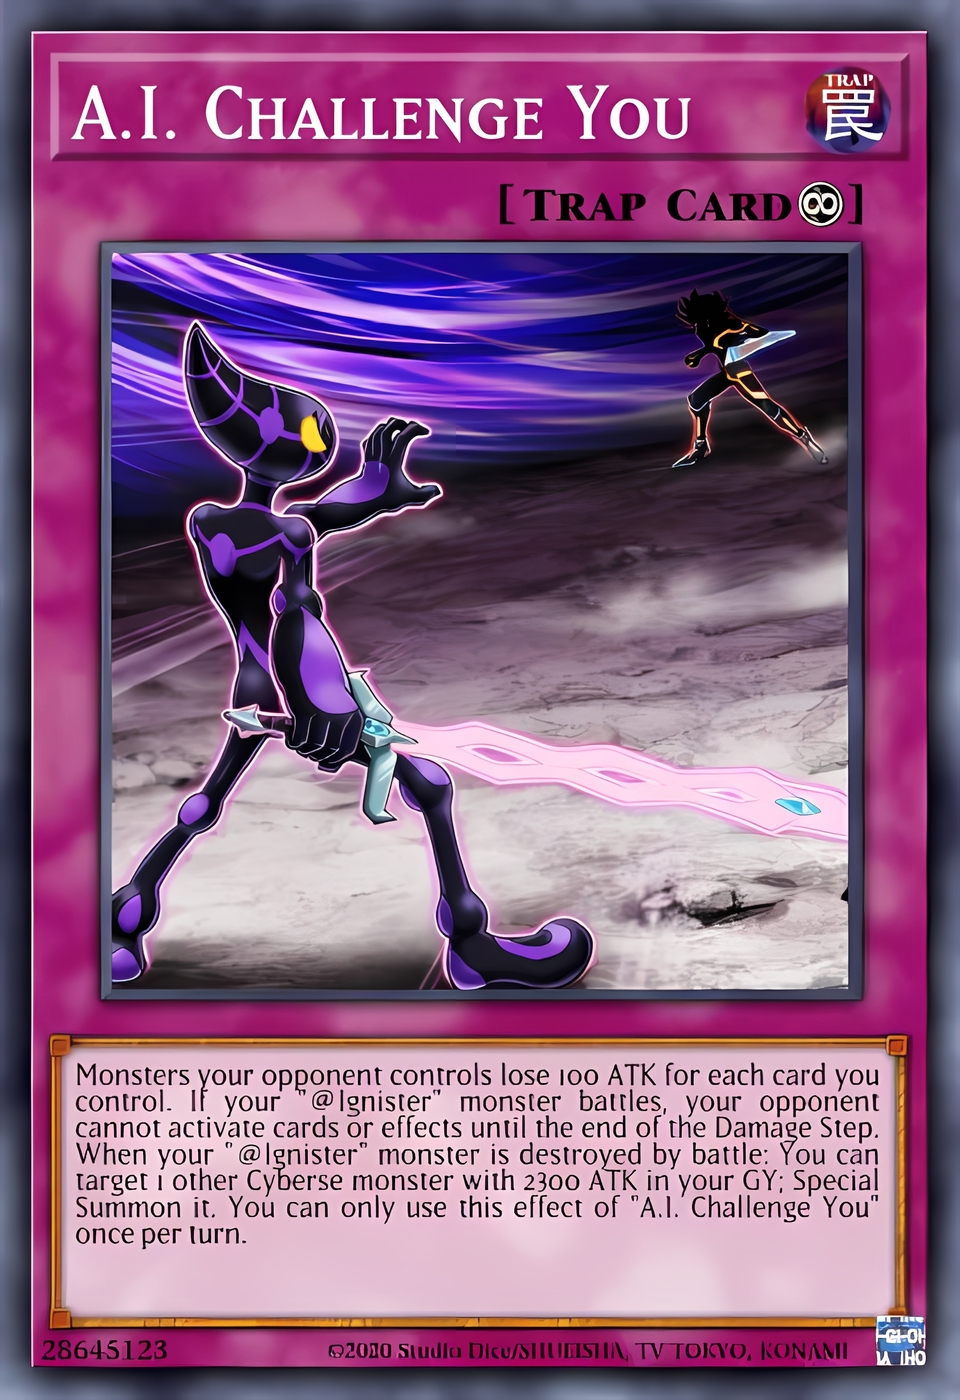 A.I. CHALLENGE YOU
TRAP
罠
[TRAP CARD]
Monsters your opponent controls lose 100 ATK for each card you
control. If your "@Ignister" monster battles, your opponent
cannot activate cards or effects until the end of the Damage Step.
When your "@Ignister" monster is destroyed by battle: You can
target 1 other Cyberse monster with 2300 ATK in your GY; Special
Summon it. You can only use this effect of "A.I. Challenge You"
once per turn.
28645123
©2020 Studio Dice/SHUEISHA, TV TOKYO, KONAMI